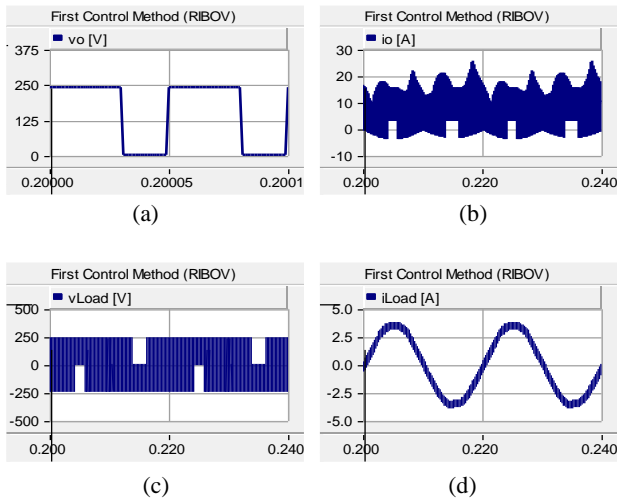 First Control Method (RIBOV)
vo [V]
375
250
125
0
0.20000
0.20005
0.2001
(a)
First Control Method (RIBOV)
io [A]
30
20
10
0
-10
0.200
0.220
0.240
(b)
First Control Method (RIBOV)
vLoad [V]
500
250
0
-250
-500
0.200
0.220
0.240
(c)
First Control Method (RIBOV)
iLoad [A]
5.0
2.5
0.0
-2.5
-5.0
0.200
0.220
0.240
(d)